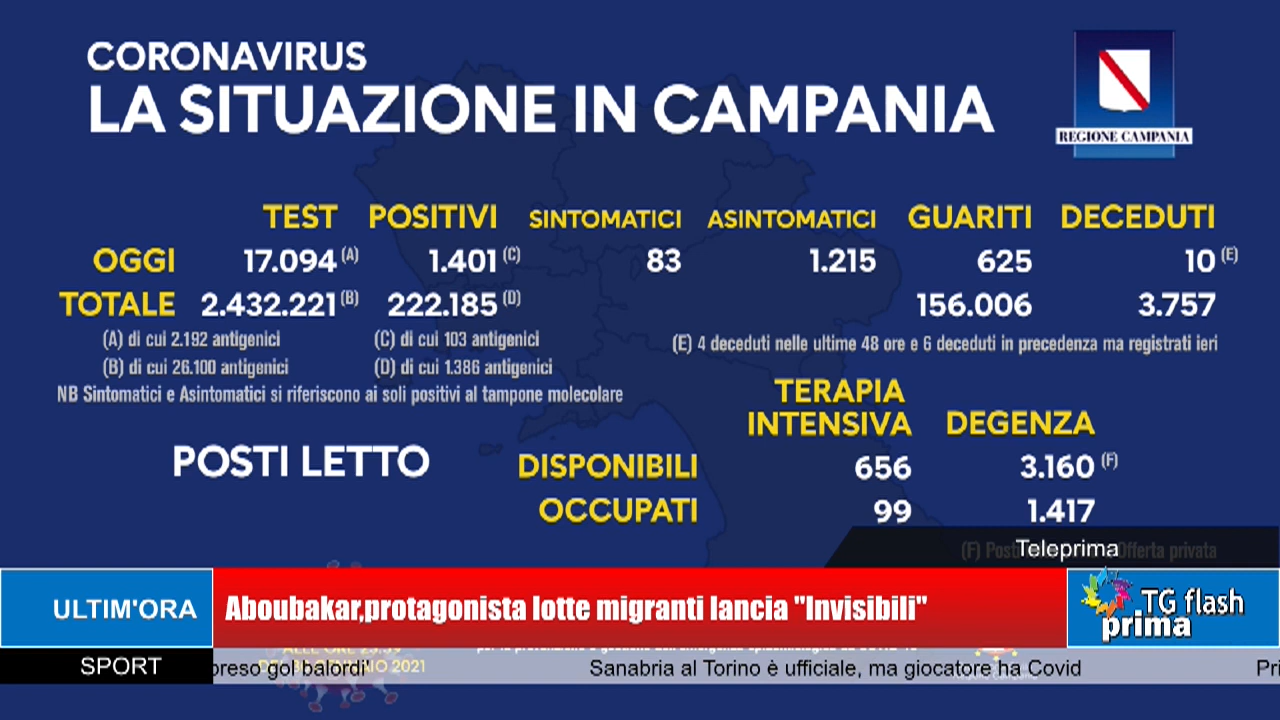 CORONAVIRUS
LA SITUAZIONE IN CAMPANIA
REGIONE CAMPANIA
TEST POSITIVI SINTOMATICI ASINTOMATICI GUARITI DECEDUTI
OGGI 17.094 (A) 1.401 (C) 83 1.215 625 10 (E)
TOTALE 2.432.221 (B) 222.185 (D) 156.006 3.757
(A) di cui 2.192 antigenici (C) di cui 103 antigenici (E) 4 deceduti nelle ultime 48 ore e 6 deceduti in precedenza ma registrati ieri
(B) di cui 26.100 antigenici (D) di cui 1.386 antigenici
NB Sintomatici e Asintomatici si riferiscono ai soli positivi al tampone molecolare
TERAPIA
INTENSIVA DEGENZA
POSTI LETTO DISPONIBILI 656 3.160 (F)
OCCUPATI 99 1.417
(F) Offerta privata
Teleprima
ULTIM'ORA Aboubakar,protagonista lotte migranti lancia "Invisibili" TG flash
prima
SPORT preso gol balordi" Sanabria al Torino è ufficiale, ma giocatore ha Covid Pri
2021